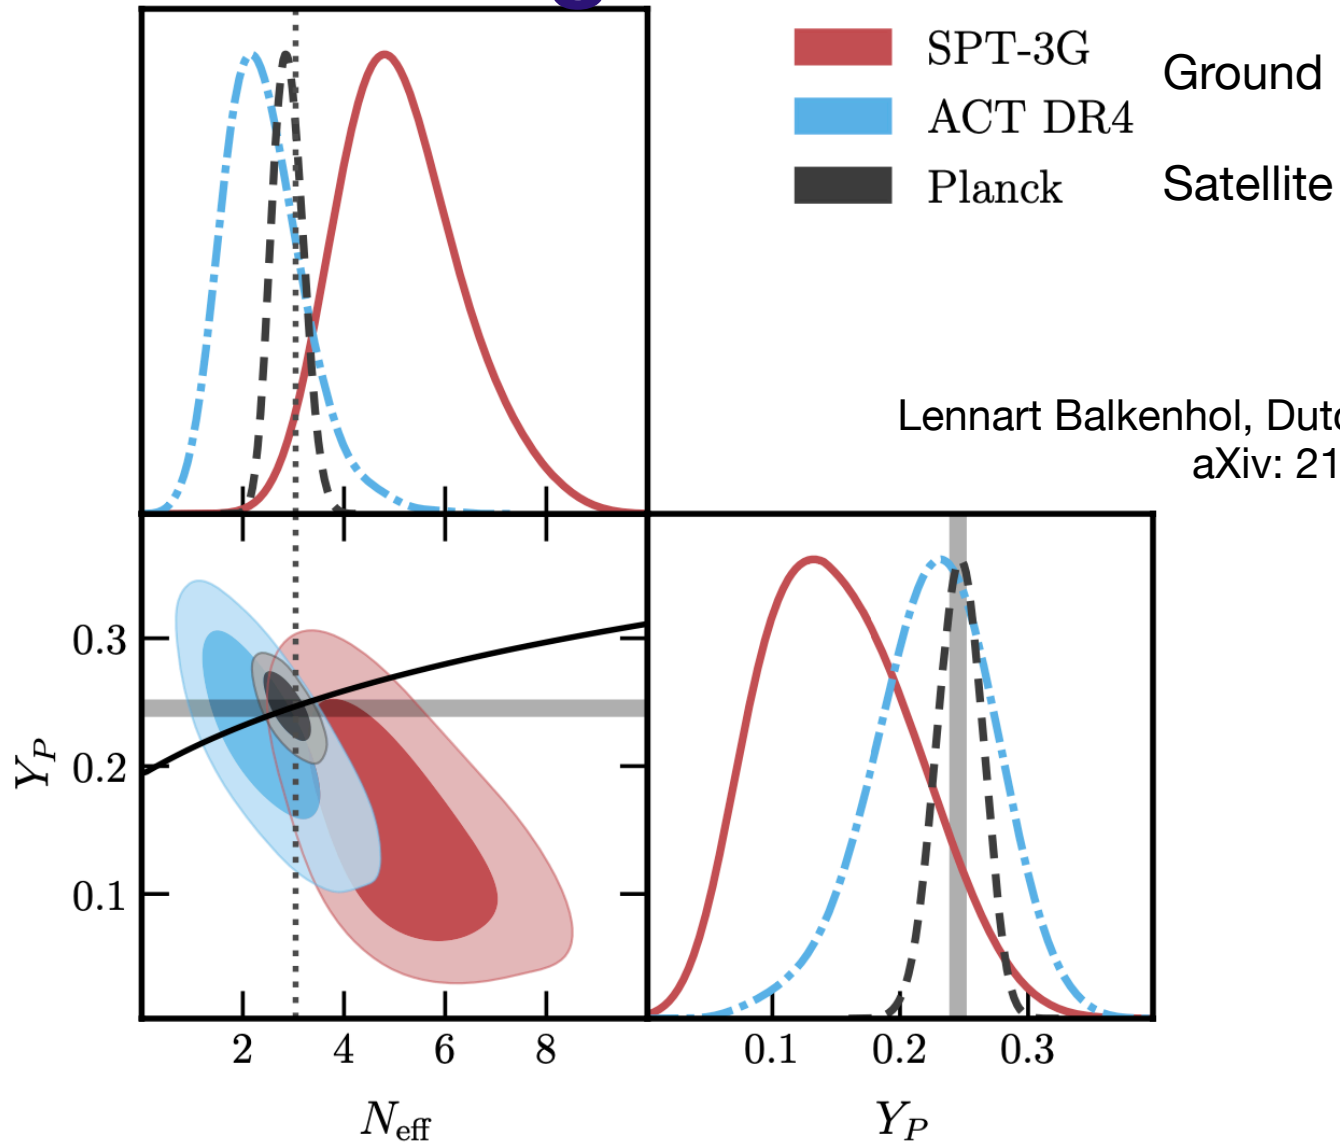 SPT-3G
Ground
ACT DR4
Planck
Satellite
Lennart Balkenhol,
aXiv: 21
0.3
0.2
0.1
Y_P
2 4 6 8
N_eff
0.1 0.2 0.3
Y_P